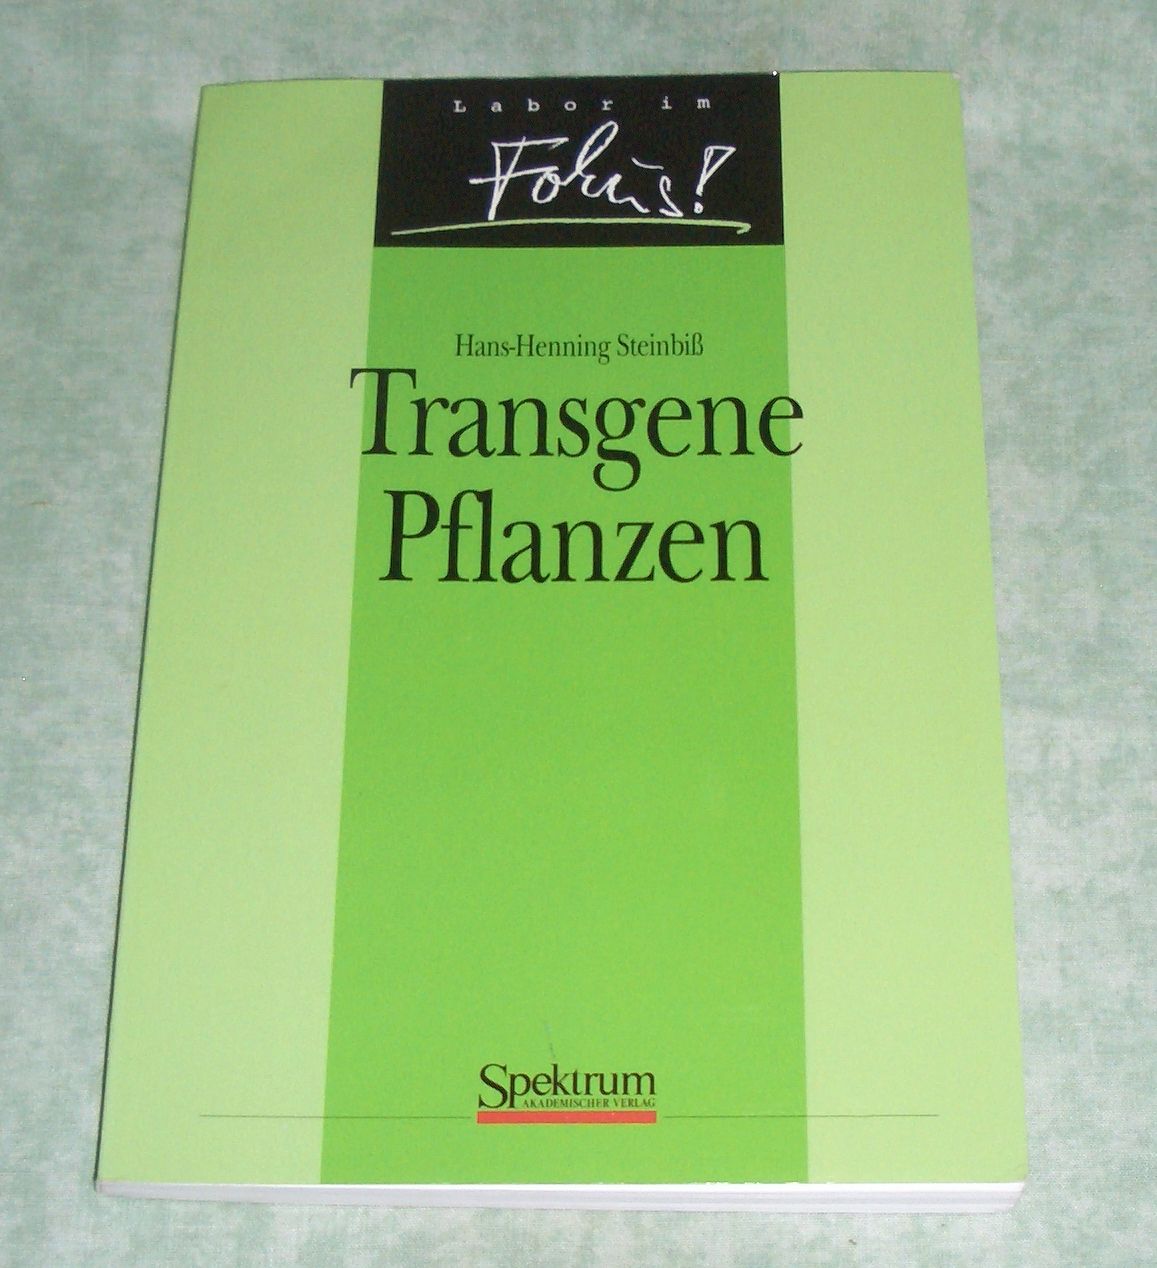 Labor im
Fokus!
Hans-Henning Steinbiß
Transgene
Pflanzen
Spektrum
AKADEMISCHER VERLAG